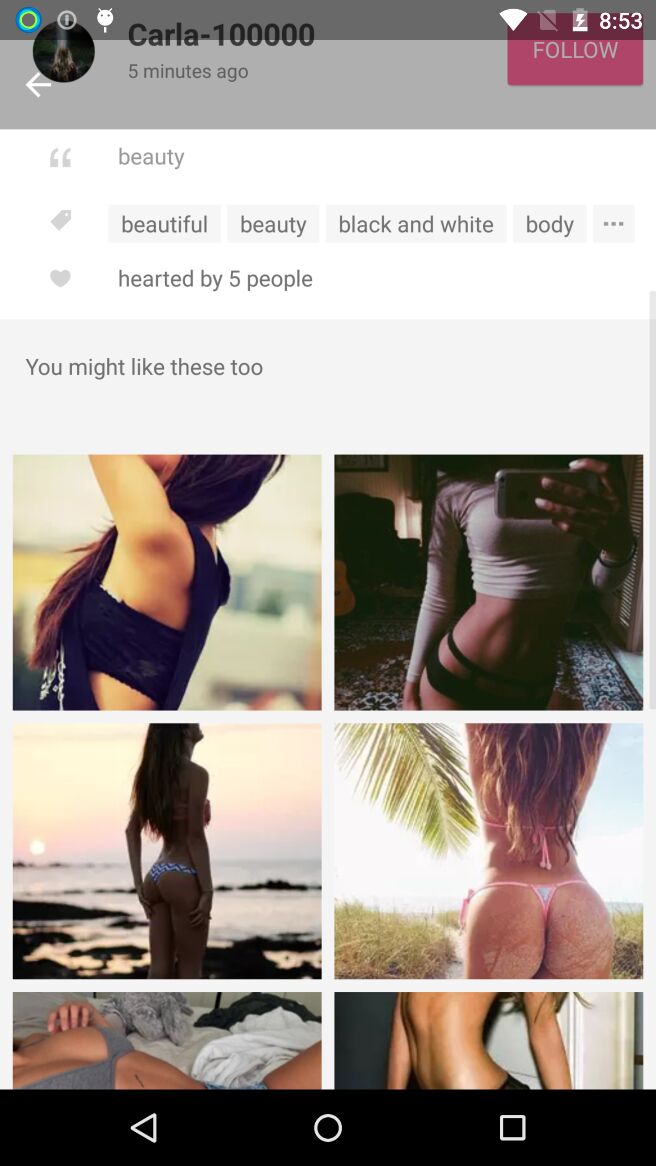 8:53
Carla-100000
5 minutes ago
FOLLOW
beauty
beautiful beauty black and white body ...
hearted by 5 people
You might like these too